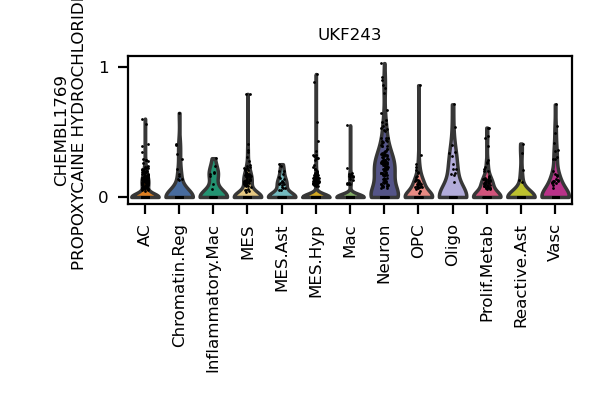 UKF243
CHEMBL1769
PROPOXYCAINE HYDROCHLORIDE
1
0
AC
Chromatin.Reg
Inflammatory.Mac
MES
MES.Ast
MES.Hyp
Mac
Neuron
OPC
Oligo
Prolif.Metab
Reactive.Ast
Vasc